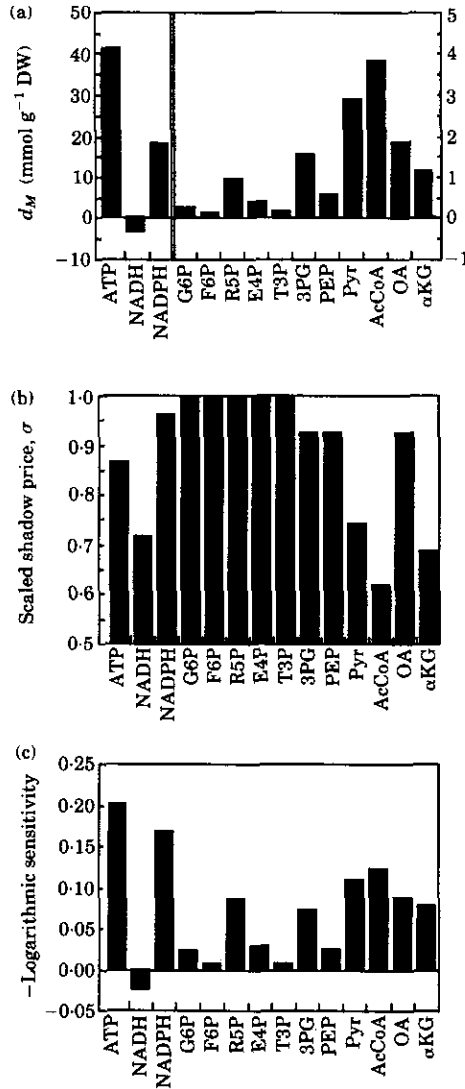 (a)
d_M (mmol g⁻¹ DW)
50
40
30
20
10
0
−10
5
4
3
2
1
0
−1
ATP
NADH
NADPH
G6P
F6P
R5P
E4P
T3P
3PG
PEP
Pyr
AcCoA
OA
αKG
(b)
Scaled shadow price, σ
1·0
0·9
0·8
0·7
0·6
0·5
ATP
NADH
NADPH
G6P
F6P
R5P
E4P
T3P
3PG
PEP
Pyr
AcCoA
OA
αKG
(c)
−Logarithmic sensitivity
0·25
0·20
0·15
0·10
0·05
0·00
−0·05
ATP
NADH
NADPH
G6P
F6P
R5P
E4P
T3P
3PG
PEP
Pyr
AcCoA
OA
αKG